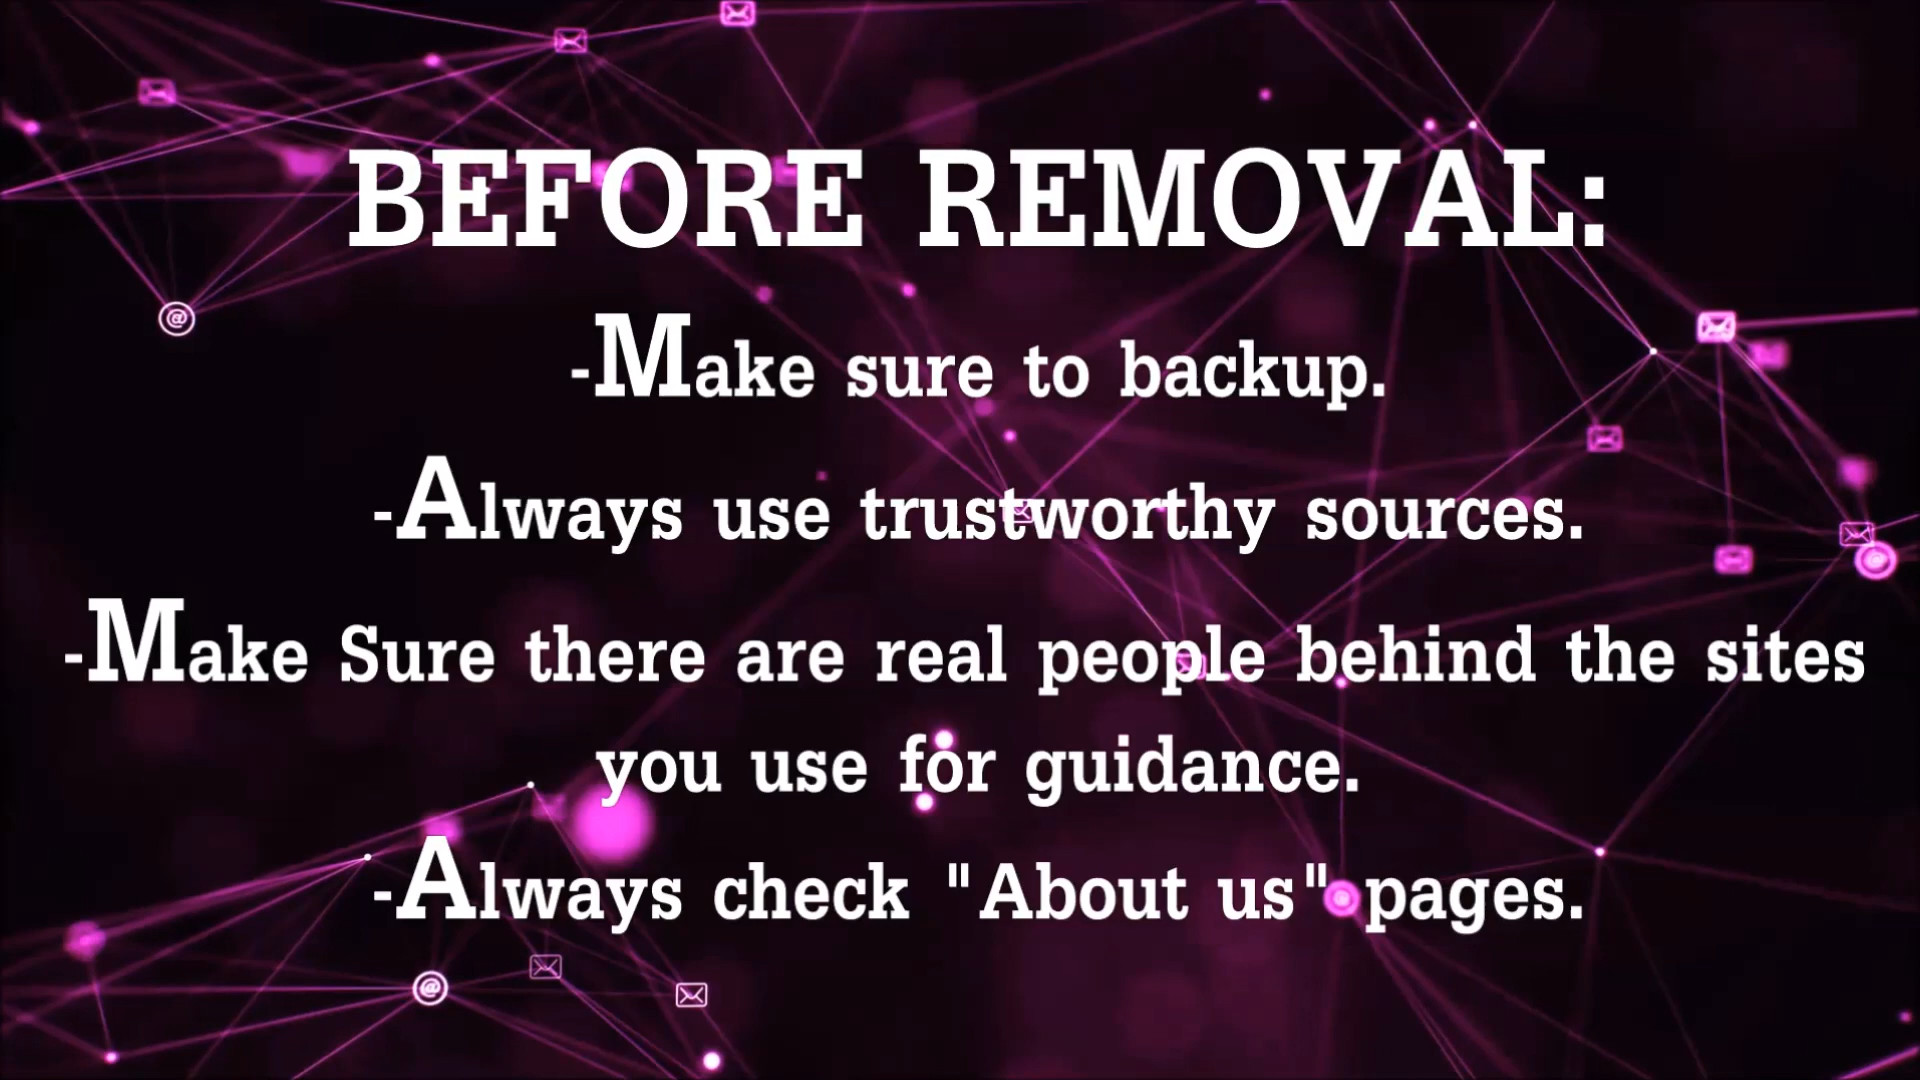 BEFORE REMOVAL:
-Make sure to backup.
-Always use trustworthy sources.
-Make Sure there are real people behind the sites
you use for guidance.
-Always check "About us" pages.